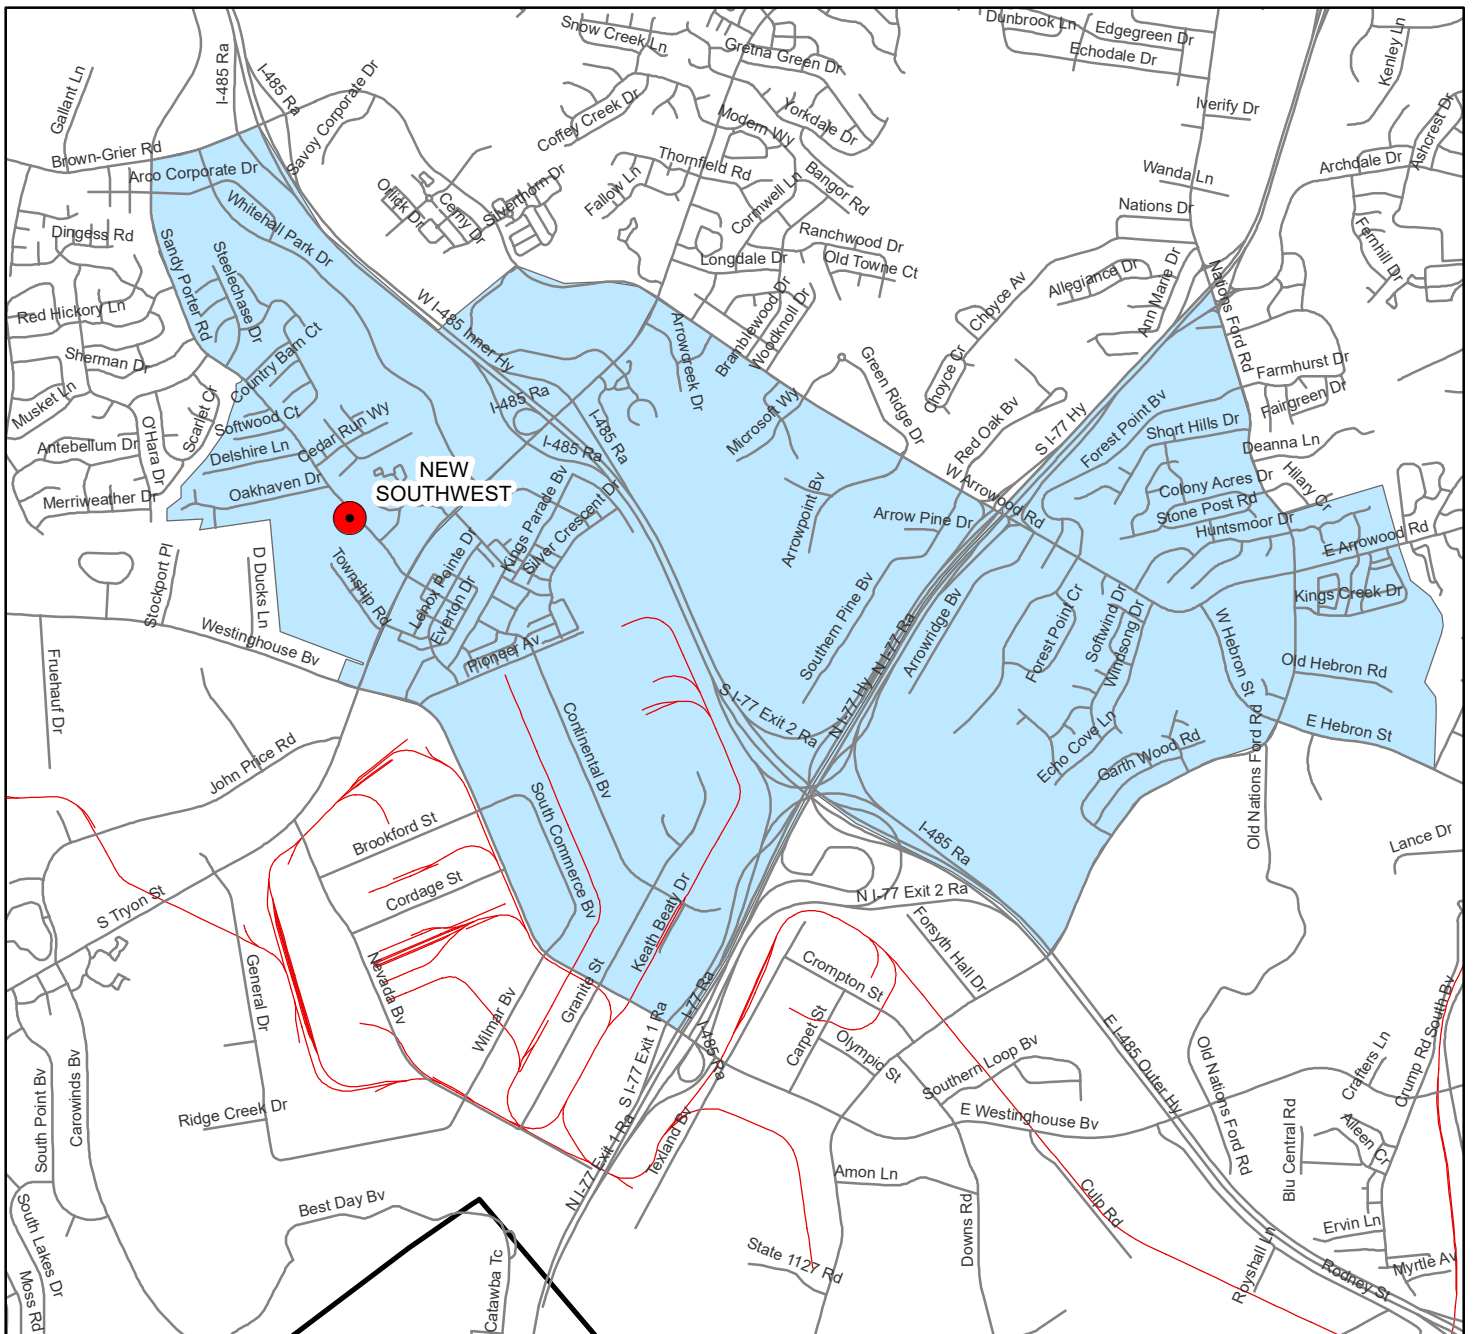 Snow Creek Ln
Gretna Green Dr
Dunbrook Ln
Edgegreen Dr
Echodale Dr
Kenley Ln
I-485 Ra
I-485 Ra
Gallant Ln
Savoy Corporate Dr
Coffey Creek Dr
Modern Wy
Yorkdale Dr
Iverify Dr
Ashcrest Dr
Brown-Grier Rd
Arco Corporate Dr
Thornfield Rd
Bangor Rd
Wanda Ln
Archdale Dr
Whitehall Park Dr
Orlick Dr
Cerny Dr
Silverthorn Dr
Fallow Ln
Cornwell Ln
Nations Dr
Dingess Rd
Sandy Porter Rd
Steelechase Dr
Ranchwood Dr
Longdale Dr
Old Towne Ct
Fernhill Dr
Allegiance Dr
Ann Marie Dr
Nations Ford Rd
Choyce Av
Red Hickory Ln
W I-485 Inner Hy
Bramblewood Dr
Woodknoll Dr
Arrowcreek Dr
Sherman Dr
Country Barn Ct
Green Ridge Dr
Choyce Cr
Farmhurst Dr
Musket Ln
Scarlet Cr
O'Hara Dr
Softwood Ct
Cedar Run Wy
I-485 Ra
I-485 Ra
I-485 Ra
Microsoft Wy
Red Oak Bv
S I-77 Hy
Forest Point Bv
Fairgreen Dr
Short Hills Dr
Antebellum Dr
Delshire Ln
Deanna Ln
NEW
SOUTHWEST
Merriweather Dr
Oakhaven Dr
Kings Parade Bv
Silver Crescent Dr
Arrowpoint Bv
W Arrowood Rd
Colony Acres Dr
Stone Post Rd
Hilary Cr
Arrow Pine Dr
Huntsmoor Dr
E Arrowood Rd
Stockport Pl
D Ducks Ln
Township Rd
Lenox Pointe Dr
Everton Dr
Southern Pine Bv
N I-77 Ra
Arrowridge Bv
Forest Point Cr
Softwind Dr
Windsong Dr
Kings Creek Dr
W Hebron St
Westinghouse Bv
Pioneer Av
Old Hebron Rd
Fruehauf Dr
S I-77 Exit 2 Ra
N I-77 Hy
Continental Bv
Echo Cove Ln
Garth Wood Rd
Old Nations Ford Rd
E Hebron St
John Price Rd
South Commerce Bv
Brookford St
I-485 Ra
Lance Dr
Cordage St
S Tryon St
Keath Beaty Dr
N I-77 Exit 2 Ra
Forsyth Hall Dr
General Dr
Nevada Bv
Wilmar Bv
Granite St
I-77 Ra
I-485 Ra
Crompton St
Carpet St
Olympic St
Southern Loop Bv
E I-485 Outer Hy
Old Nations Ford Rd
Crafters Ln
Crump Rd
South Bv
South Point Bv
Carowinds Bv
Ridge Creek Dr
S I-77 Exit 1 Ra
N I-77 Exit 1 Ra
Texland Bv
E Westinghouse Bv
Blu Central Rd
Aileen Cr
Amon Ln
Culp Rd
Downs Rd
South Lakes Dr
Moss Rd
Best Day Bv
Catawba Tc
State 1127 Rd
Royshall Ln
Ervin Ln
Myrtle Av
Rodney St